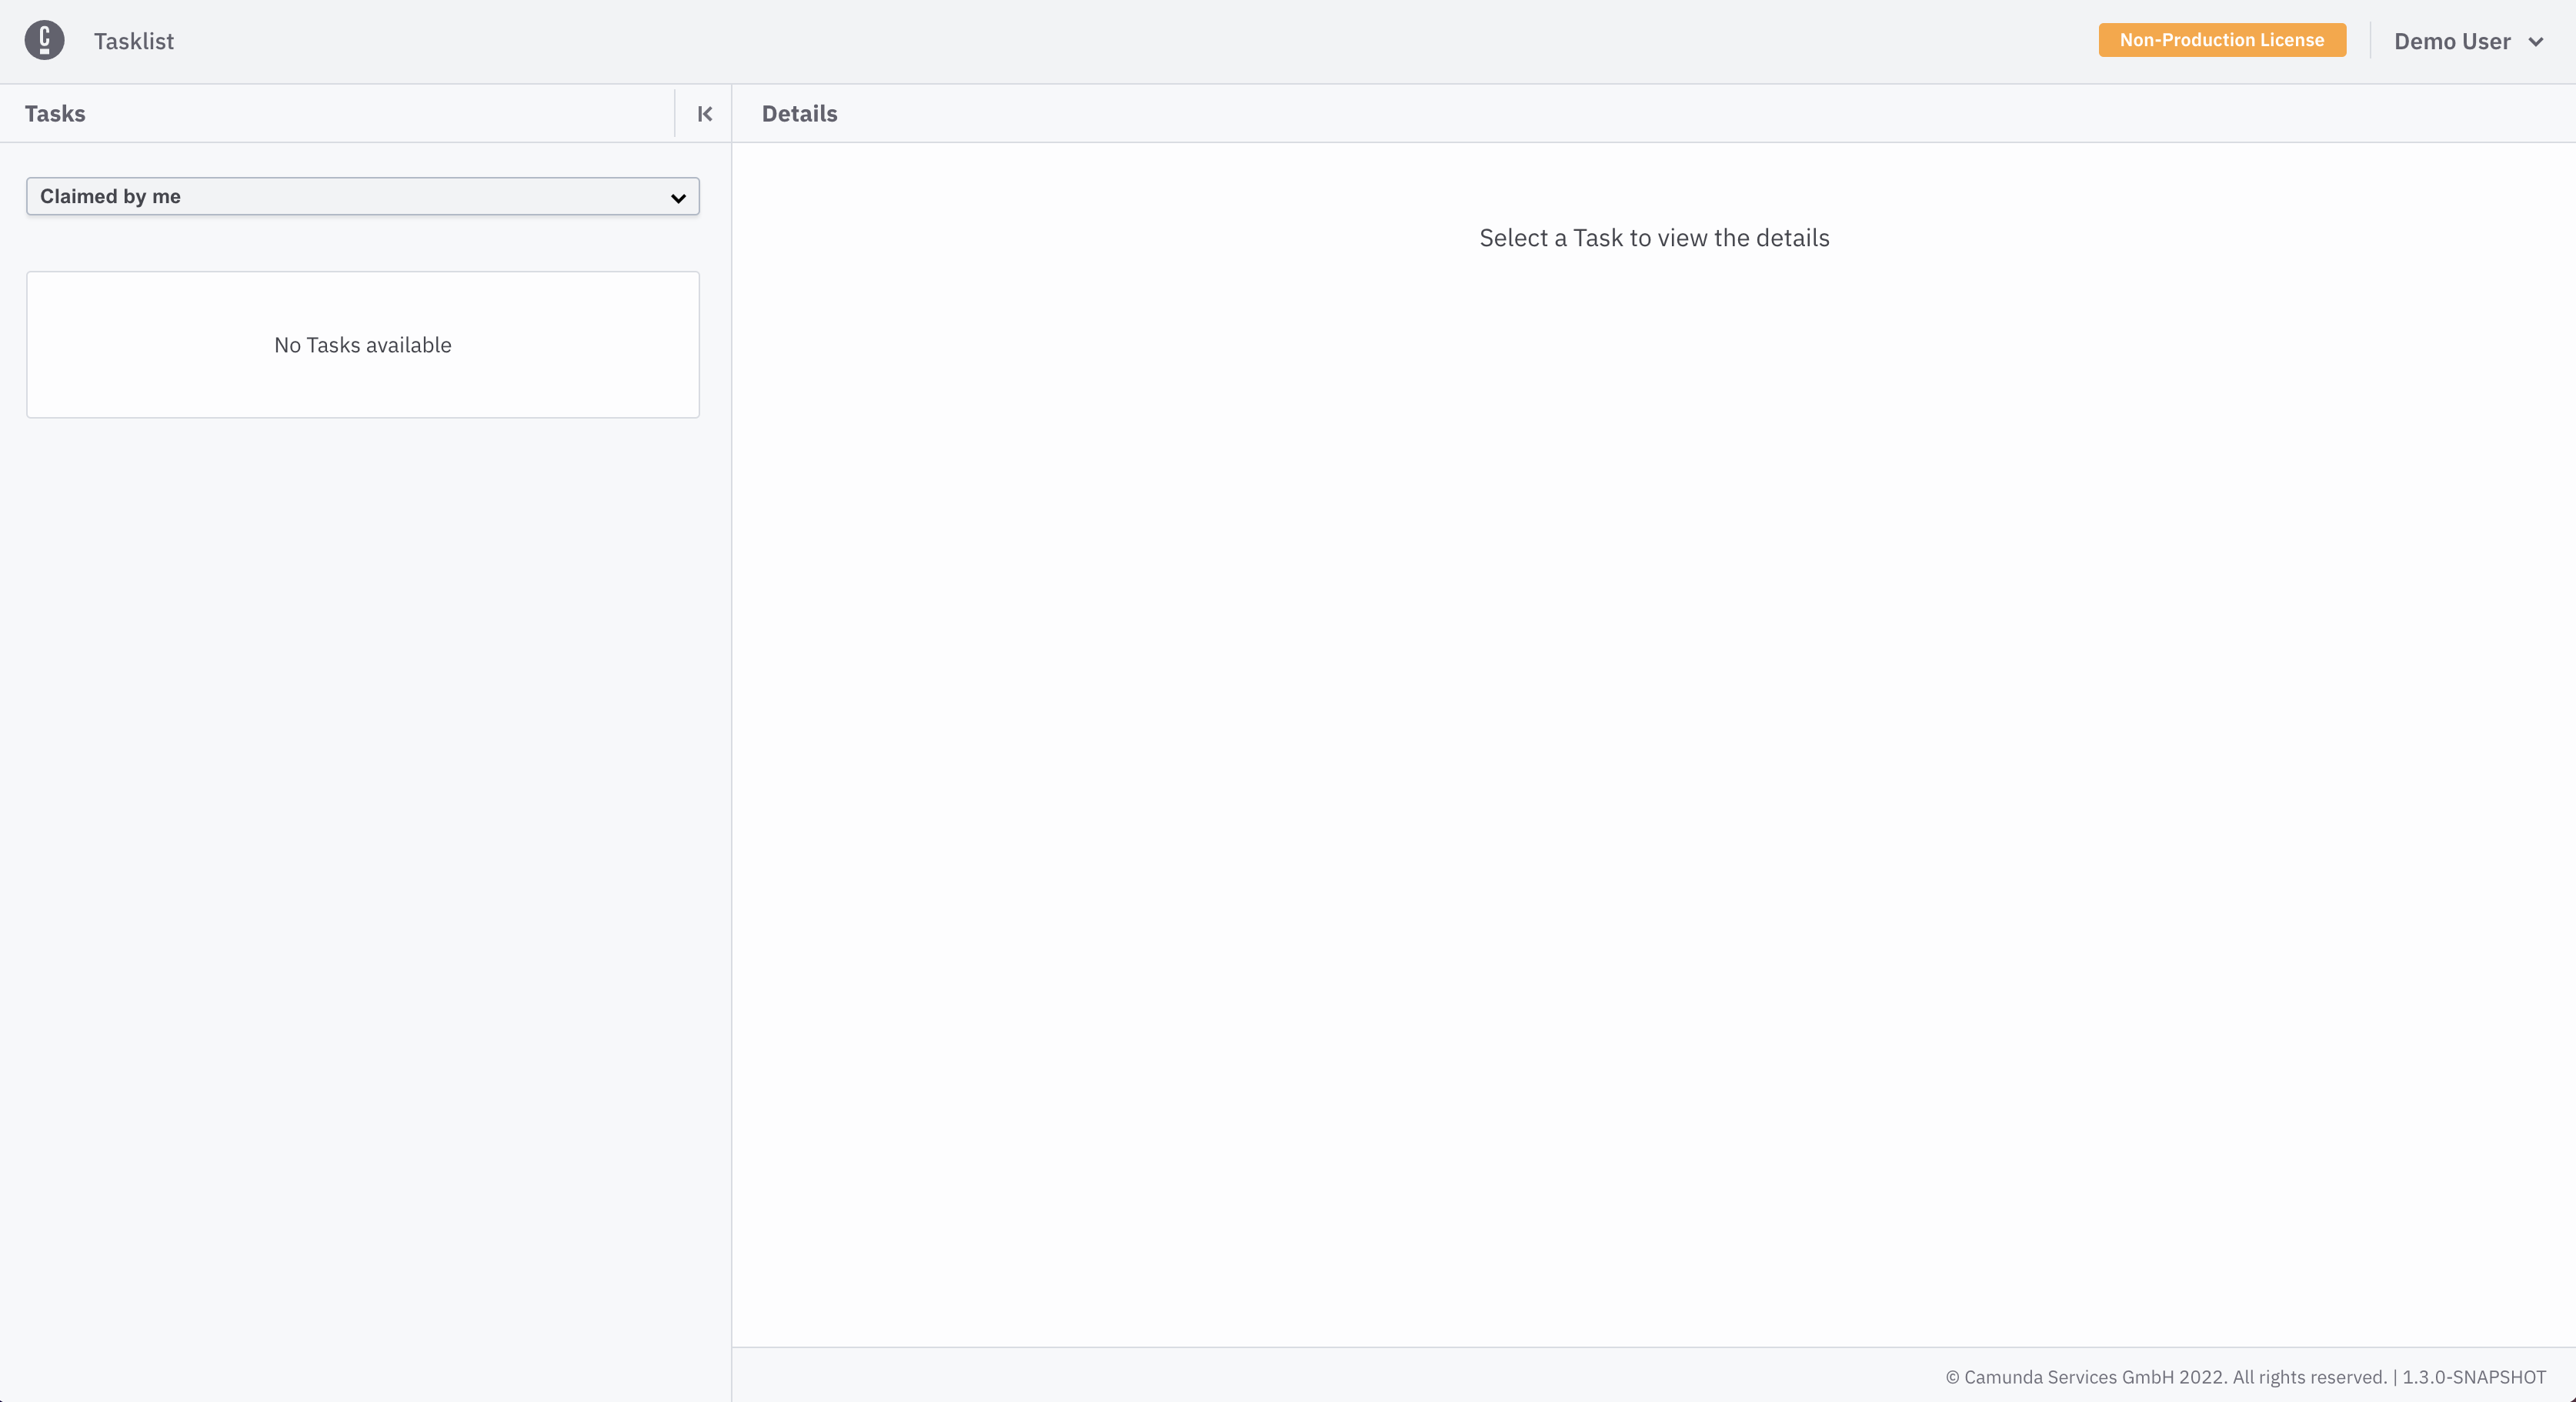 Tasklist
Non-Production License
Demo User
Tasks
Details
Claimed by me
Select a Task to view the details
No Tasks available
© Camunda Services GmbH 2022. All rights reserved. | 1.3.0-SNAPSHOT